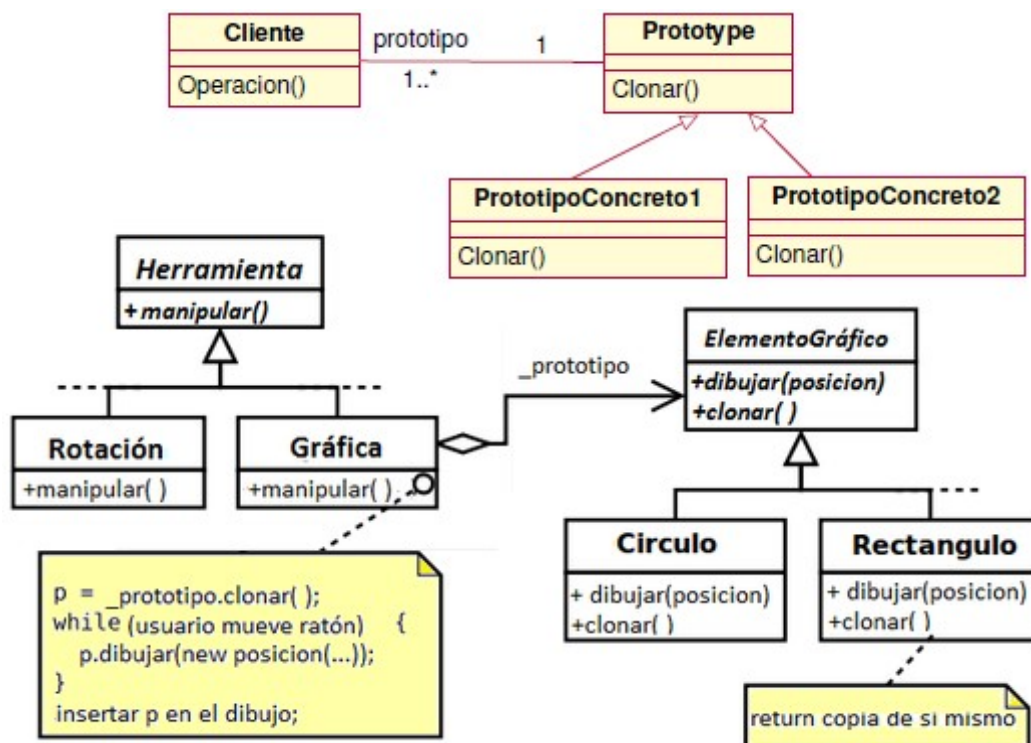 Cliente
Operacion()
prototipo
1
1..*
Prototype
Clonar()
PrototipoConcreto1
Clonar()
PrototipoConcreto2
Clonar()
Herramienta
+ manipular()
Rotación
+manipular( )
Gráfica
+manipular( )
_prototipo
ElementoGráfico
+dibujar(posicion)
+clonar( )
Circulo
+ dibujar(posicion)
+clonar( )
Rectangulo
+ dibujar(posicion)
+clonar( )
p = _prototipo.clonar( );
while (usuario mueve ratón) {
p.dibujar(new posicion(...));
}
insertar p en el dibujo;
return copia de si mismo